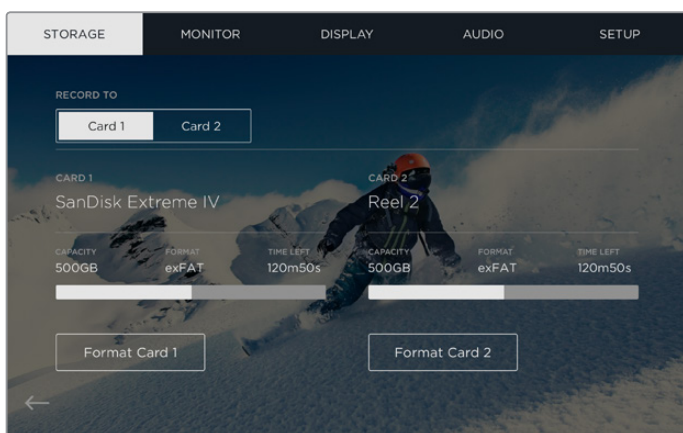 STORAGE MONITOR DISPLAY AUDIO SETUP
RECORD TO
Card 1 Card 2
CARD 1 CARD 2
SanDisk Extreme IV Reel 2
CAPACITY FORMAT TIME LEFT CAPACITY FORMAT TIME LEFT
500GB exFAT 120m50s 500GB exFAT 120m50s
Format Card 1 Format Card 2